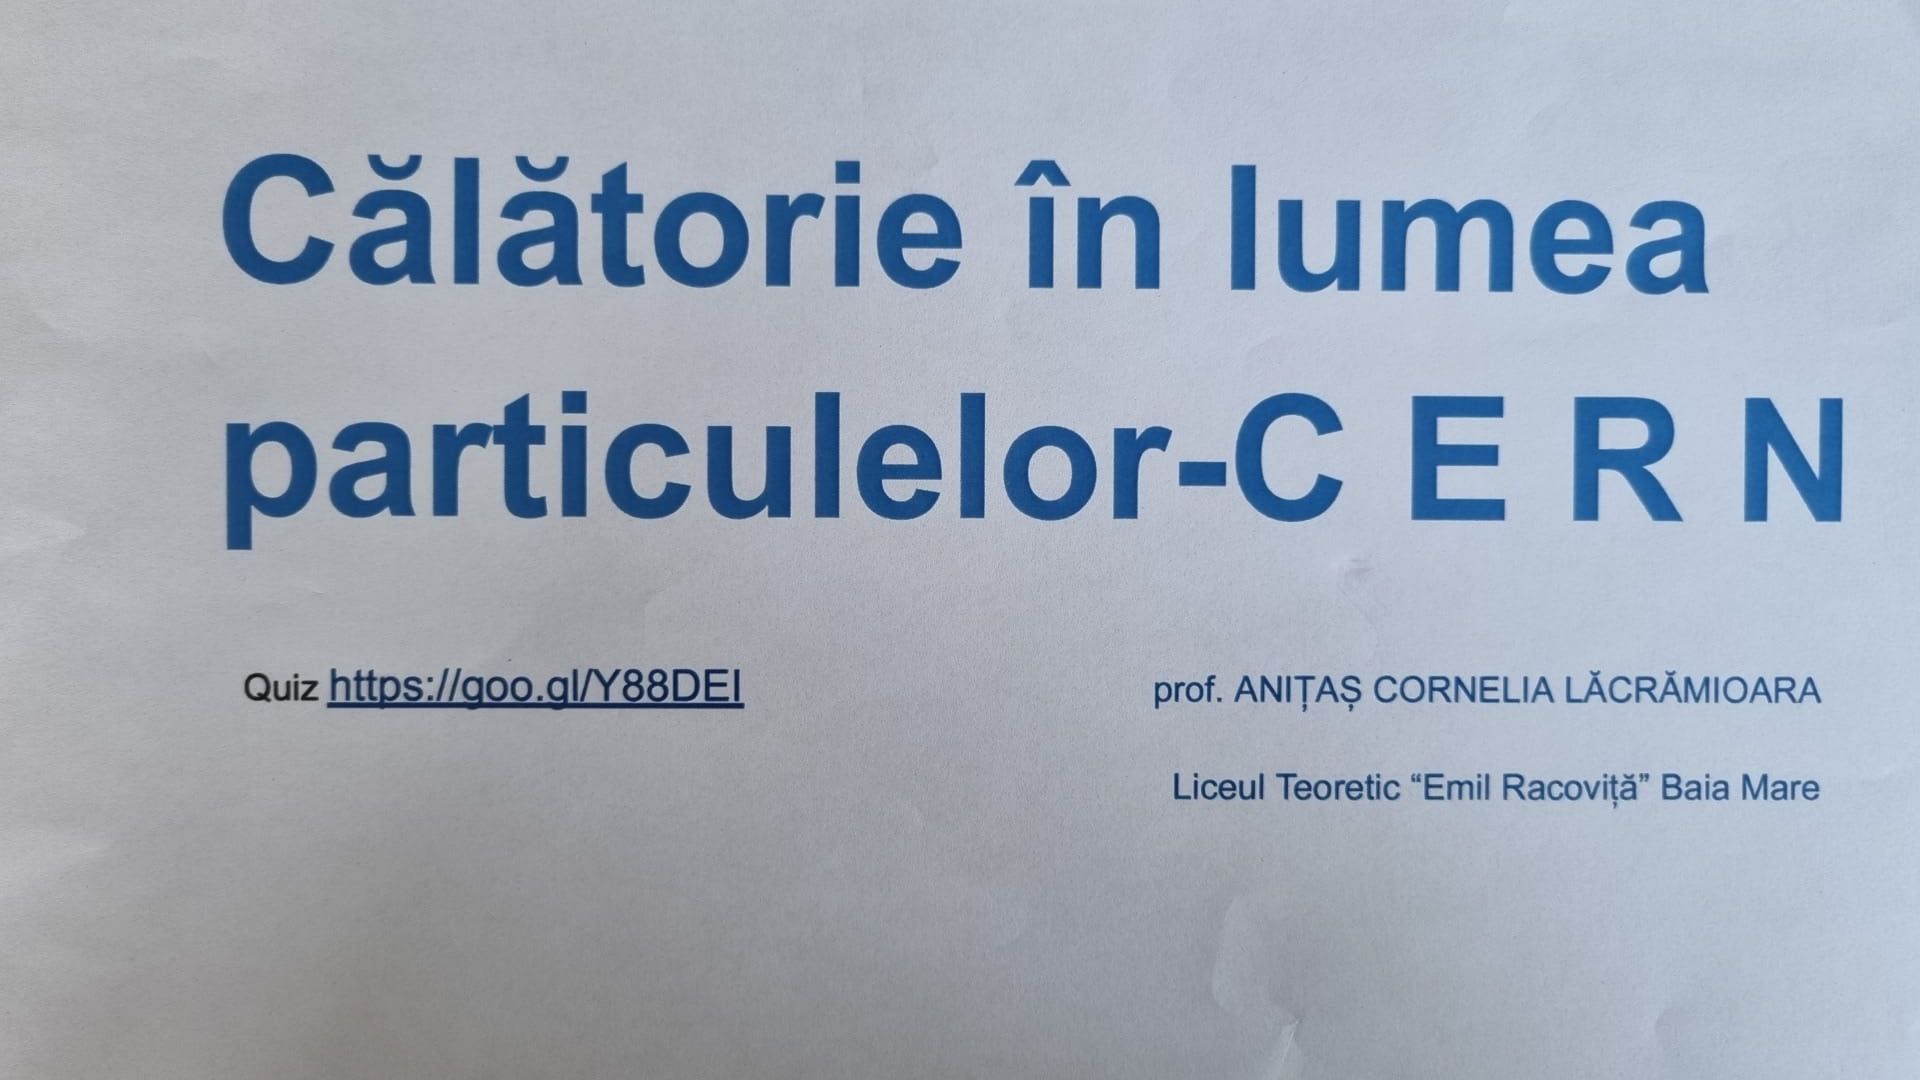 Călătorie în lumea
particulelor-C E R N
Quiz https://goo.gl/Y88DEI
prof. ANIȚAȘ CORNELIA LĂCRĂMIOARA
Liceul Teoretic “Emil Racoviță” Baia Mare